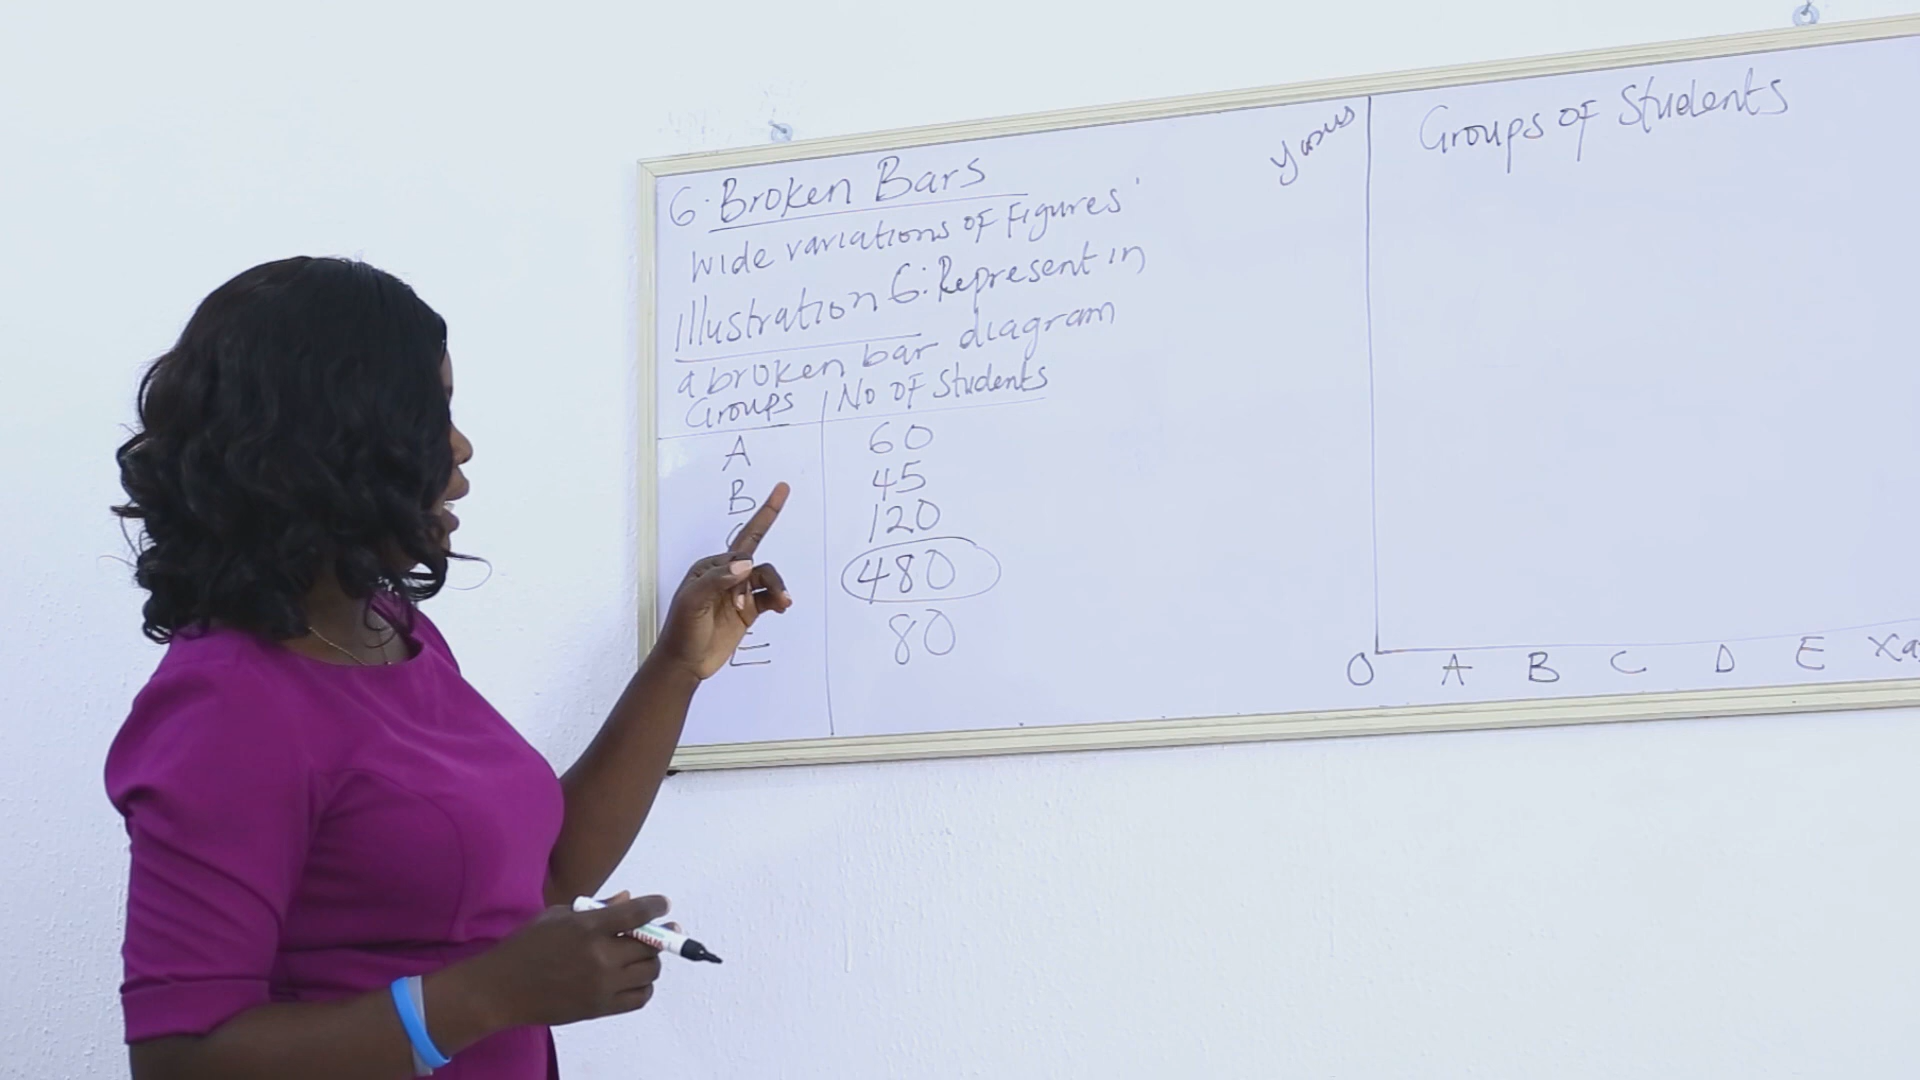 6. Broken Bars
Wide variations of Figures
Illustration 6: Represent in
a broken bar diagram
Groups No of Students
A 60
B 45
120
480
E 80
y axis
Groups of Students
O A B C D E